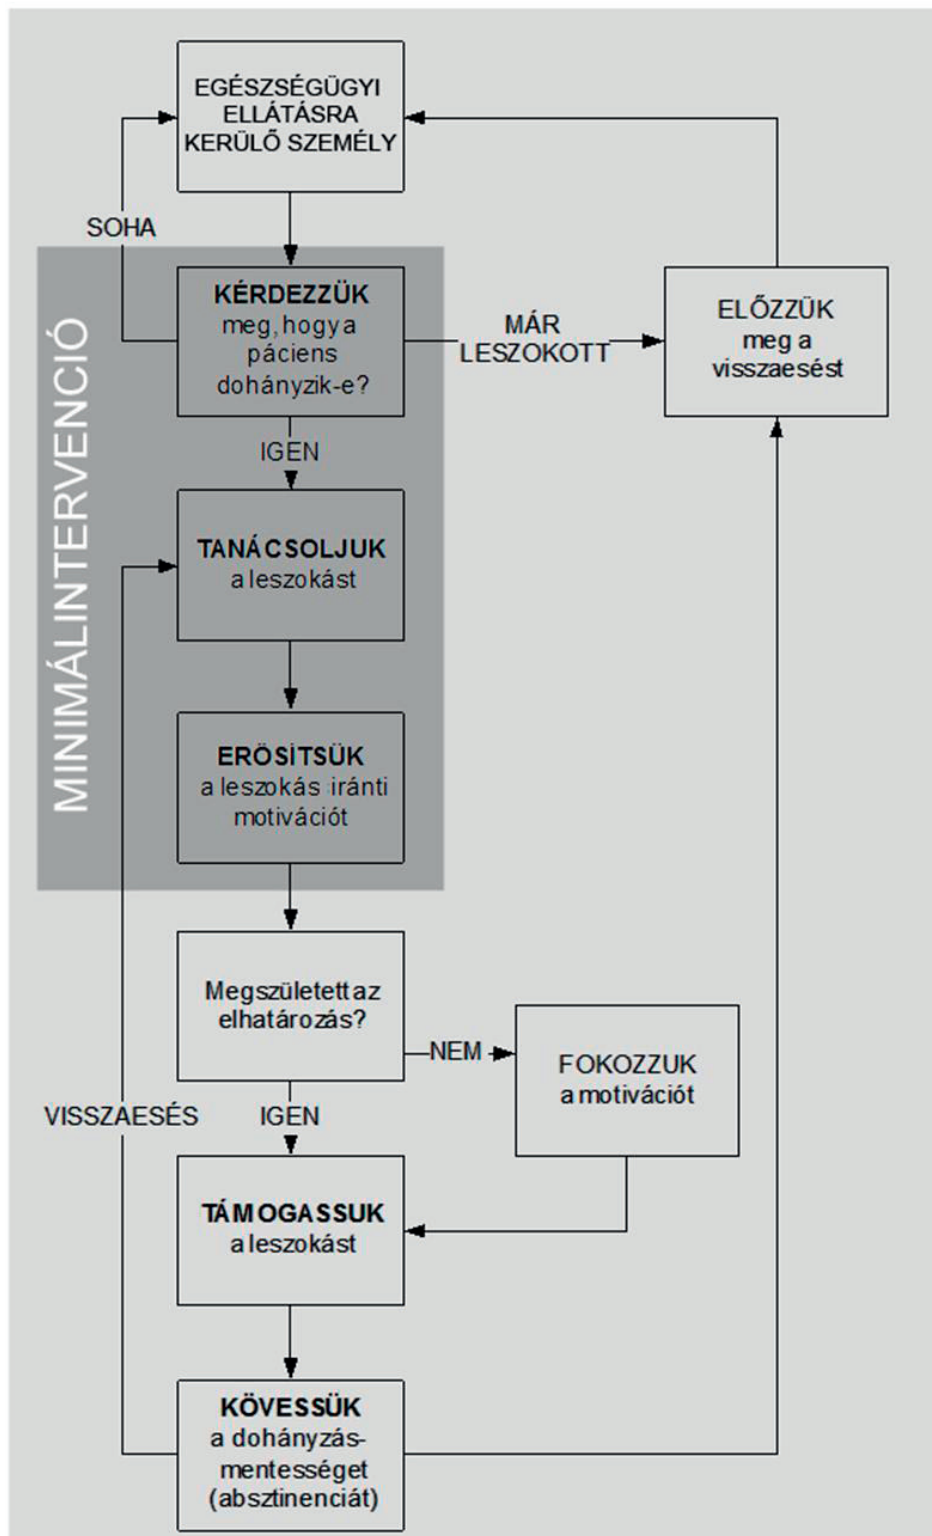 EGÉSZSÉGÜGYI
ELLÁTÁSRA
KERÜLŐ SZEMÉLY
SOHA
MINIMÁLINTERVENCIÓ
KÉRDEZZÜK
meg, hogy a
páciens
dohányzik-e?
MÁR
LESZOKOTT
ELŐZZÜK
meg a
visszaesést
IGEN
TANÁCSOLJUK
a leszokást
ERŐSÍTSÜK
a leszokás iránti
motivációt
Megszületett az
elhatározás?
NEM
FOKOZZUK
a motivációt
VISSZAESÉS
IGEN
TÁMOGASSUK
a leszokást
KÖVESSÜK
a dohányzás-
mentességet
(absztinenciát)